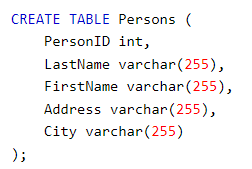 CREATE TABLE Persons (
    PersonID int,
    LastName varchar(255),
    FirstName varchar(255),
    Address varchar(255),
    City varchar(255)
);